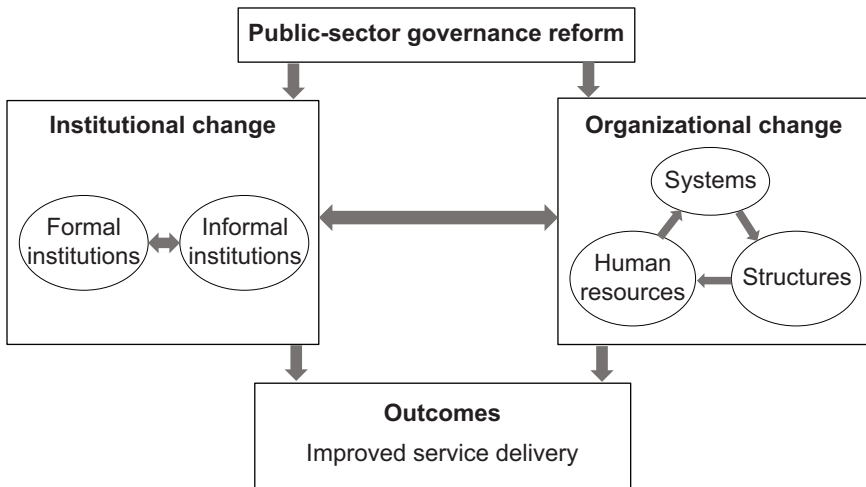 Public-sector governance reform
Institutional change
Formal
institutions
Informal
institutions
Organizational change
Systems
Human
resources
Structures
Outcomes
Improved service delivery